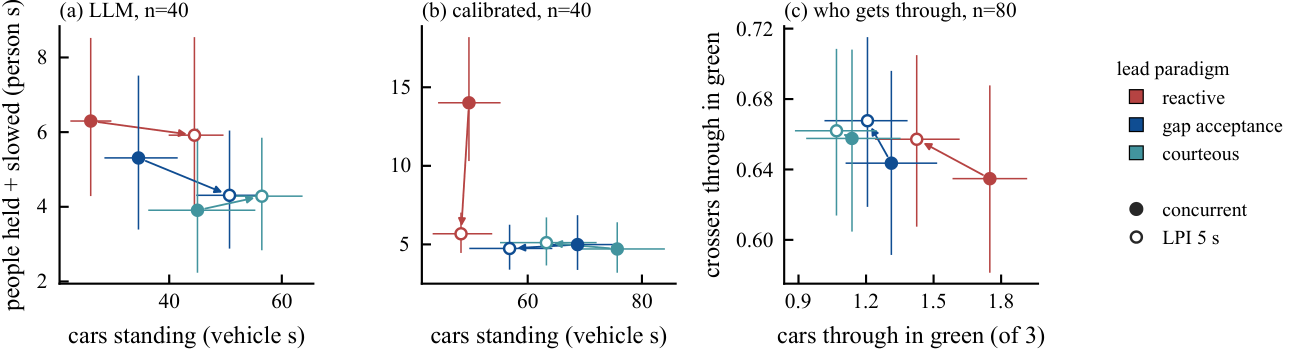 (a) LLM, n=40
people held + slowed (person s)
8
6
4
2
40
60
cars standing (vehicle s)
(b) calibrated, n=40
15
10
5
60
80
cars standing (vehicle s)
(c) who gets through, n=80
crossers through in green
0.72
0.68
0.64
0.60
0.9
1.2
1.5
1.8
cars through in green (of 3)
lead paradigm
reactive
gap acceptance
courteous
concurrent
LPI 5 s